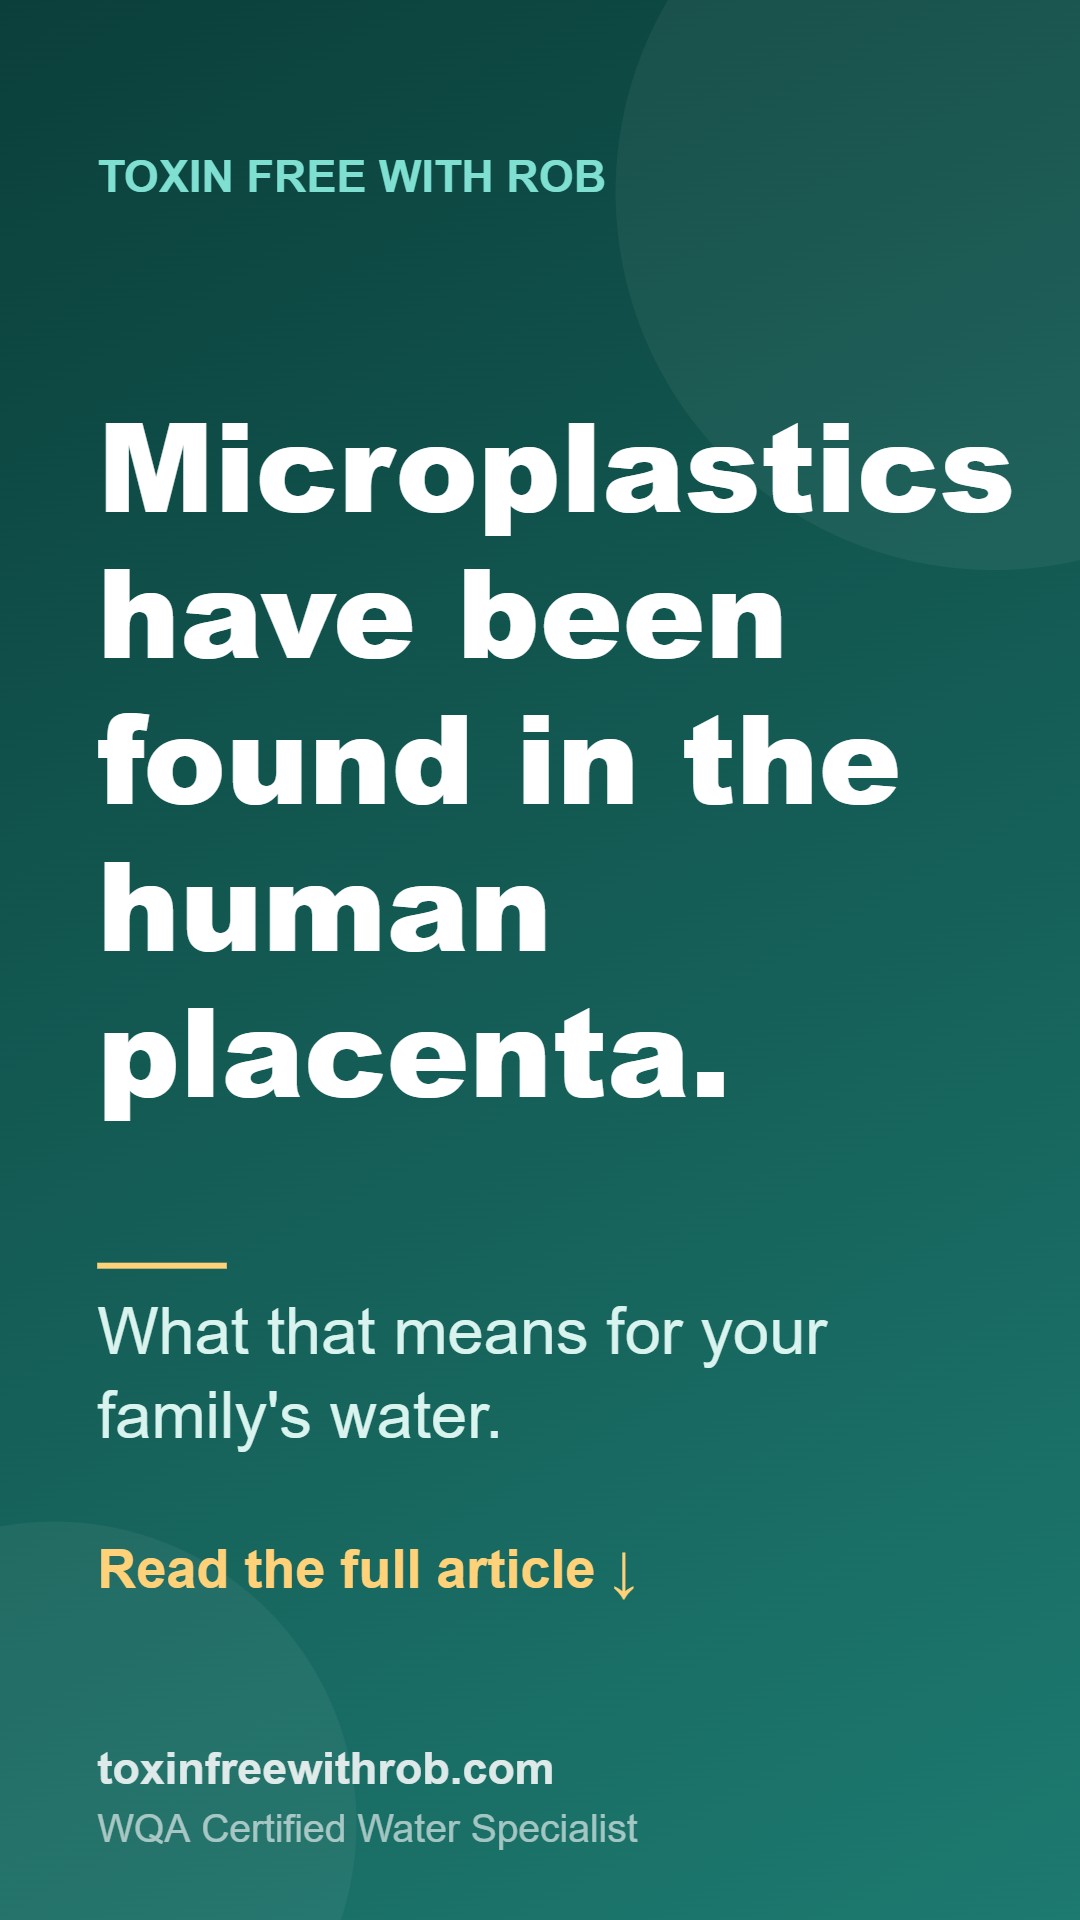 TOXIN FREE WITH ROB
Microplastics
have been
found in the
human
placenta.
What that means for your
family's water.
Read the full article ↓
toxinfreewithrob.com
WQA Certified Water Specialist